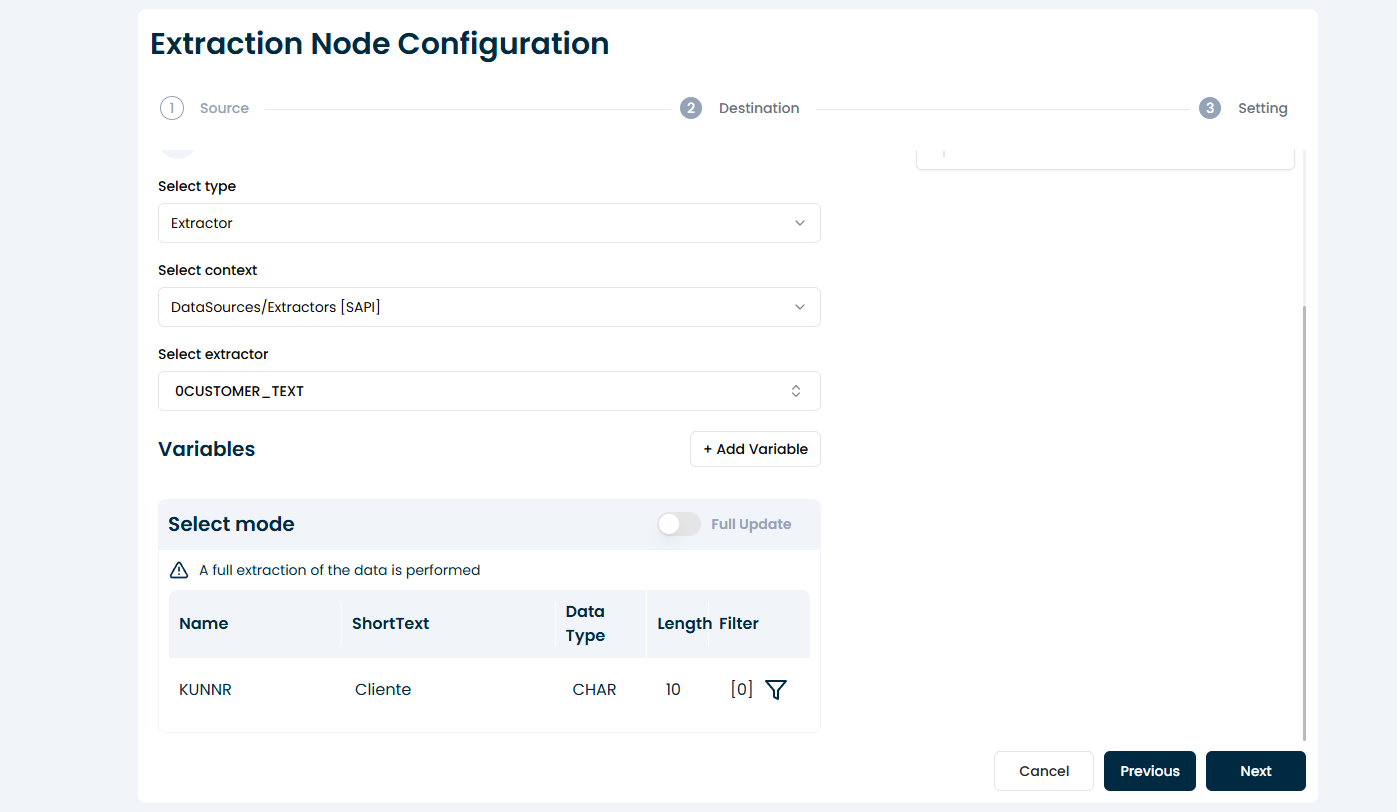 Extraction Node Configuration
1 Source 2 Destination 3 Setting
Select type
Extractor
Select context
DataSources/Extractors [SAPI]
Select extractor
0CUSTOMER_TEXT
Variables
+ Add Variable
Select mode
Full Update
A full extraction of the data is performed
Name ShortText Data Type Length Filter
KUNNR Cliente CHAR 10 [0]
Cancel Previous Next